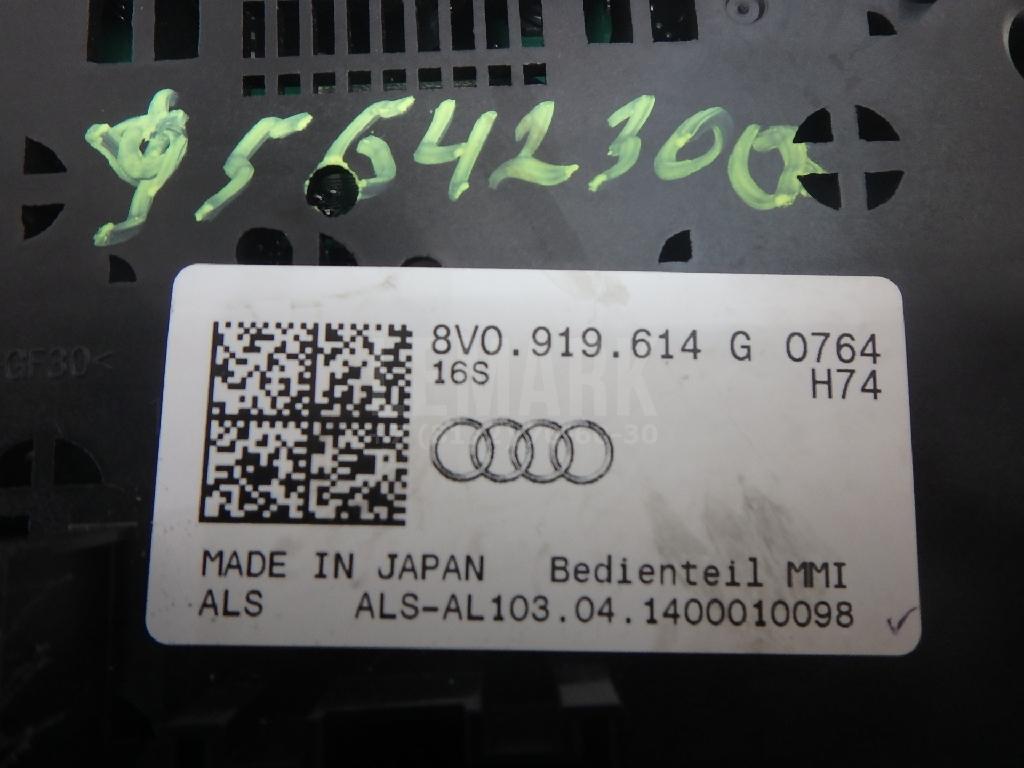 95642300
8V0.919.614 G 0764
16S H74
GF30<
MADE IN JAPAN Bedienteil MMI
ALS ALS-AL103.04.1400010098